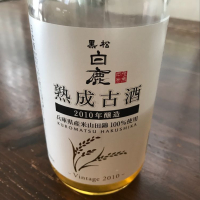 黒松
白鹿
熟成古酒
2010年醸造
兵庫県産米山田錦100%使用
KUROMATSU HAKUSHIKA
- Vintage 2010 -